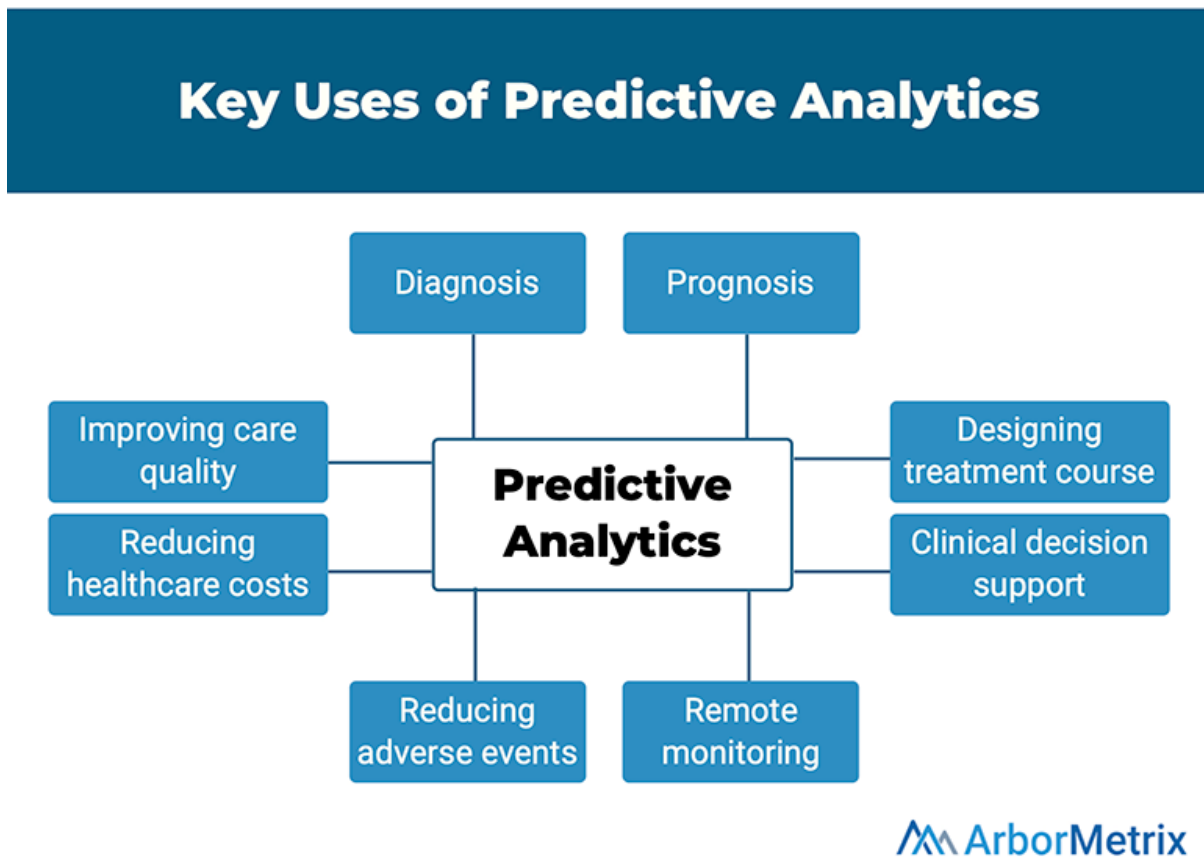 Key Uses of Predictive Analytics
Diagnosis
Prognosis
Improving care
quality
Designing
treatment course
Predictive
Analytics
Reducing
healthcare costs
Clinical decision
support
Reducing
adverse events
Remote
monitoring
ArborMetrix